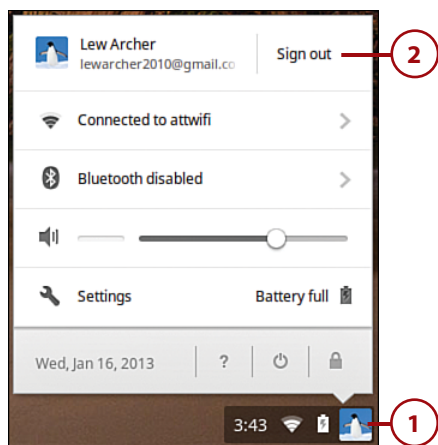 Lew Archer
lewarcher2010@gmail.co
Sign out
2
Connected to attwifi
Bluetooth disabled
Settings
Battery full
Wed, Jan 16, 2013
?
3:43
1